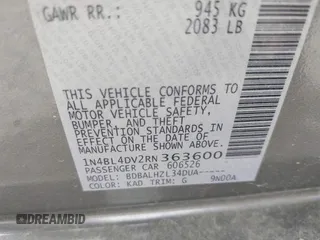 GAWR RR.: 945 KG
2083 LB
THIS VEHICLE CONFORMS TO
ALL APPLICABLE FEDERAL
MOTOR VEHICLE SAFETY,
BUMPER, AND THEFT
PREVENTION STANDARDS IN
EFFECT ON THE DATE OF
MANUFACTURE SHOWN ABOVE.
1N4BL4DV2RN363600
PASSENGER CAR 606526
MODEL: BDBALHZL34DUA-----
COLOR: KAD TRIM: G 9N00A
DREAMBID